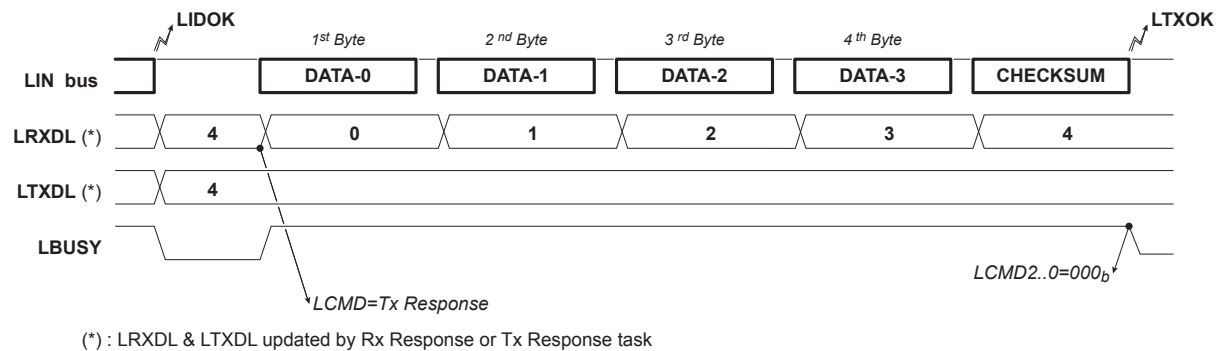 LIDOK LTXOK
1st Byte 2nd Byte 3rd Byte 4th Byte
LIN bus DATA-0 DATA-1 DATA-2 DATA-3 CHECKSUM
LRXDL (*) 4 0 1 2 3 4
LTXDL (*) 4
LBUSY
LCMD2..0=000b
LCMD=Tx Response
(*) : LRXDL & LTXDL updated by Rx Response or Tx Response task